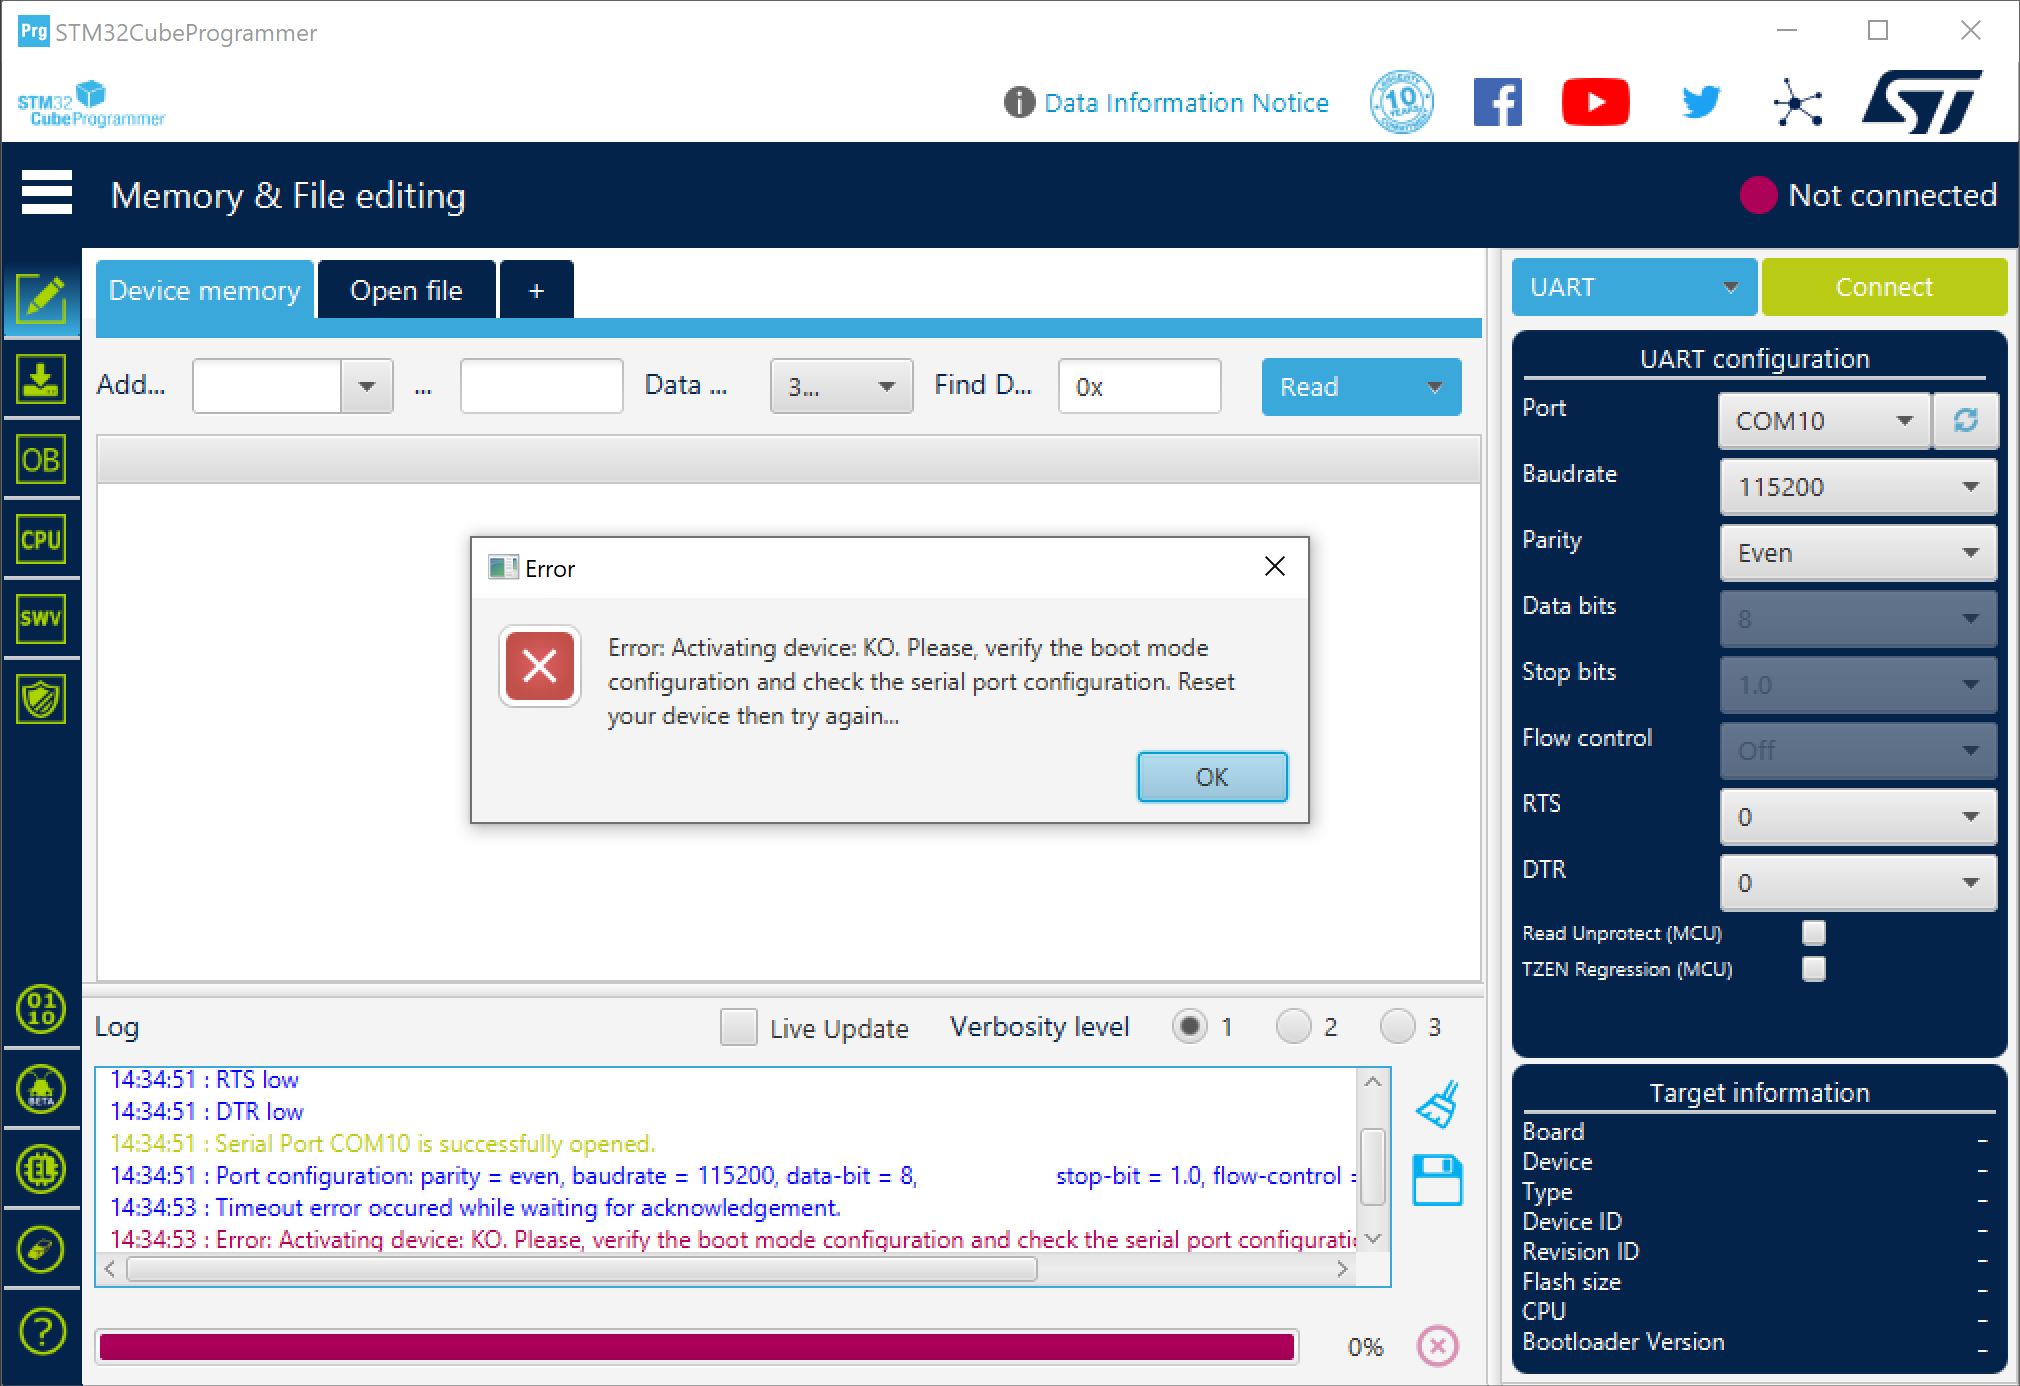 Prg STM32CubeProgrammer
STM32
CubeProgrammer
Data Information Notice
10
YEARS
ST
Memory & File editing
Not connected
Device memory
Open file
+
UART
Connect
Add...
...
Data ...
3...
Find D...
0x
Read
UART configuration
Port
COM10
Baudrate
115200
Parity
Even
Data bits
8
Stop bits
1.0
Flow control
Off
RTS
0
DTR
0
Read Unprotect (MCU)
TZEN Regression (MCU)
OB
CPU
SWV
Error
Error: Activating device: KO. Please, verify the boot mode
configuration and check the serial port configuration. Reset
your device then try again...
OK
01
10
BETA
EL
?
Log
Live Update
Verbosity level
1
2
3
14:34:51 : RTS low
14:34:51 : DTR low
14:34:51 : Serial Port COM10 is successfully opened.
14:34:51 : Port configuration: parity = even, baudrate = 115200, data-bit = 8, stop-bit = 1.0, flow-control =
14:34:53 : Timeout error occured while waiting for acknowledgement.
14:34:53 : Error: Activating device: KO. Please, verify the boot mode configuration and check the serial port configurati
0%
Target information
Board -
Device -
Type -
Device ID -
Revision ID -
Flash size -
CPU -
Bootloader Version -